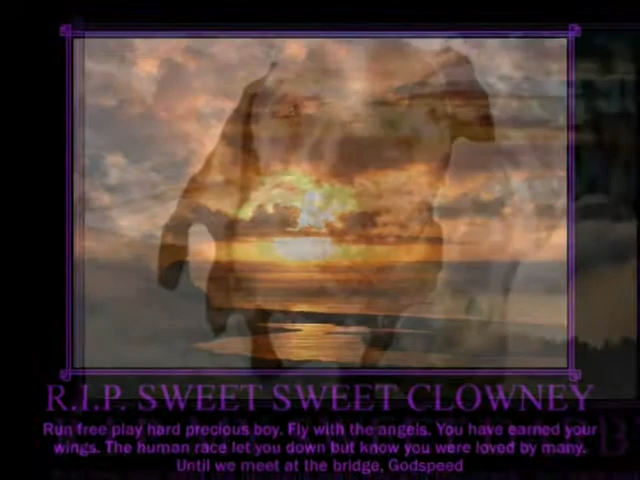 R.I.P. SWEET SWEET CLOWNEY
Run free play hard precious boy. Fly with the angels. You have earned your
wings. The human race let you down but know you were loved by many.
Until we meet at the bridge, Godspeed